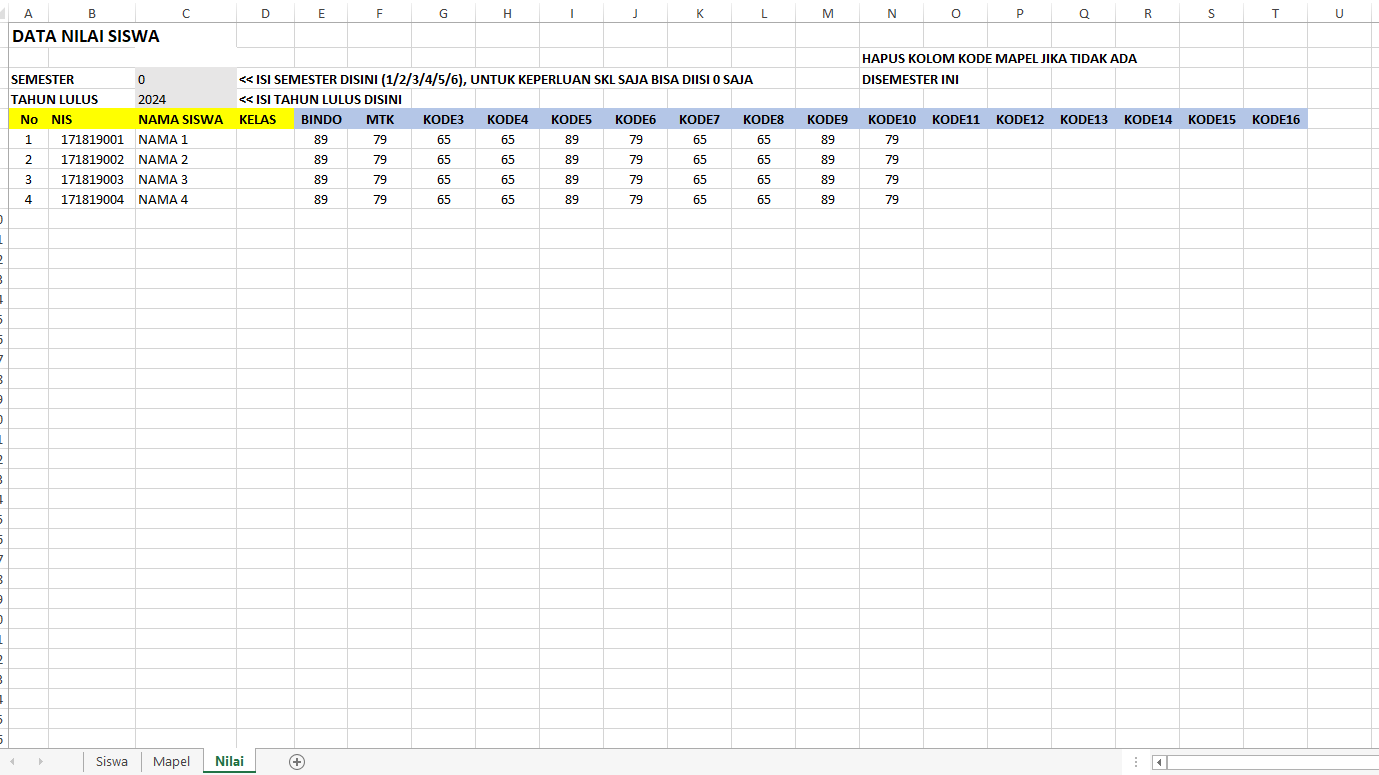 A B C D E F G H I J K L M N O P Q R S T U
DATA NILAI SISWA
HAPUS KOLOM KODE MAPEL JIKA TIDAK ADA
SEMESTER 0 << ISI SEMESTER DISINI (1/2/3/4/5/6), UNTUK KEPERLUAN SKL SAJA BISA DIISI 0 SAJA DISEMESTER INI
TAHUN LULUS 2024 << ISI TAHUN LULUS DISINI
No NIS NAMA SISWA KELAS BINDO MTK KODE3 KODE4 KODE5 KODE6 KODE7 KODE8 KODE9 KODE10 KODE11 KODE12 KODE13 KODE14 KODE15 KODE16
1 171819001 NAMA 1 89 79 65 65 89 79 65 65 89 79
2 171819002 NAMA 2 89 79 65 65 89 79 65 65 89 79
3 171819003 NAMA 3 89 79 65 65 89 79 65 65 89 79
4 171819004 NAMA 4 89 79 65 65 89 79 65 65 89 79
Siswa Mapel Nilai